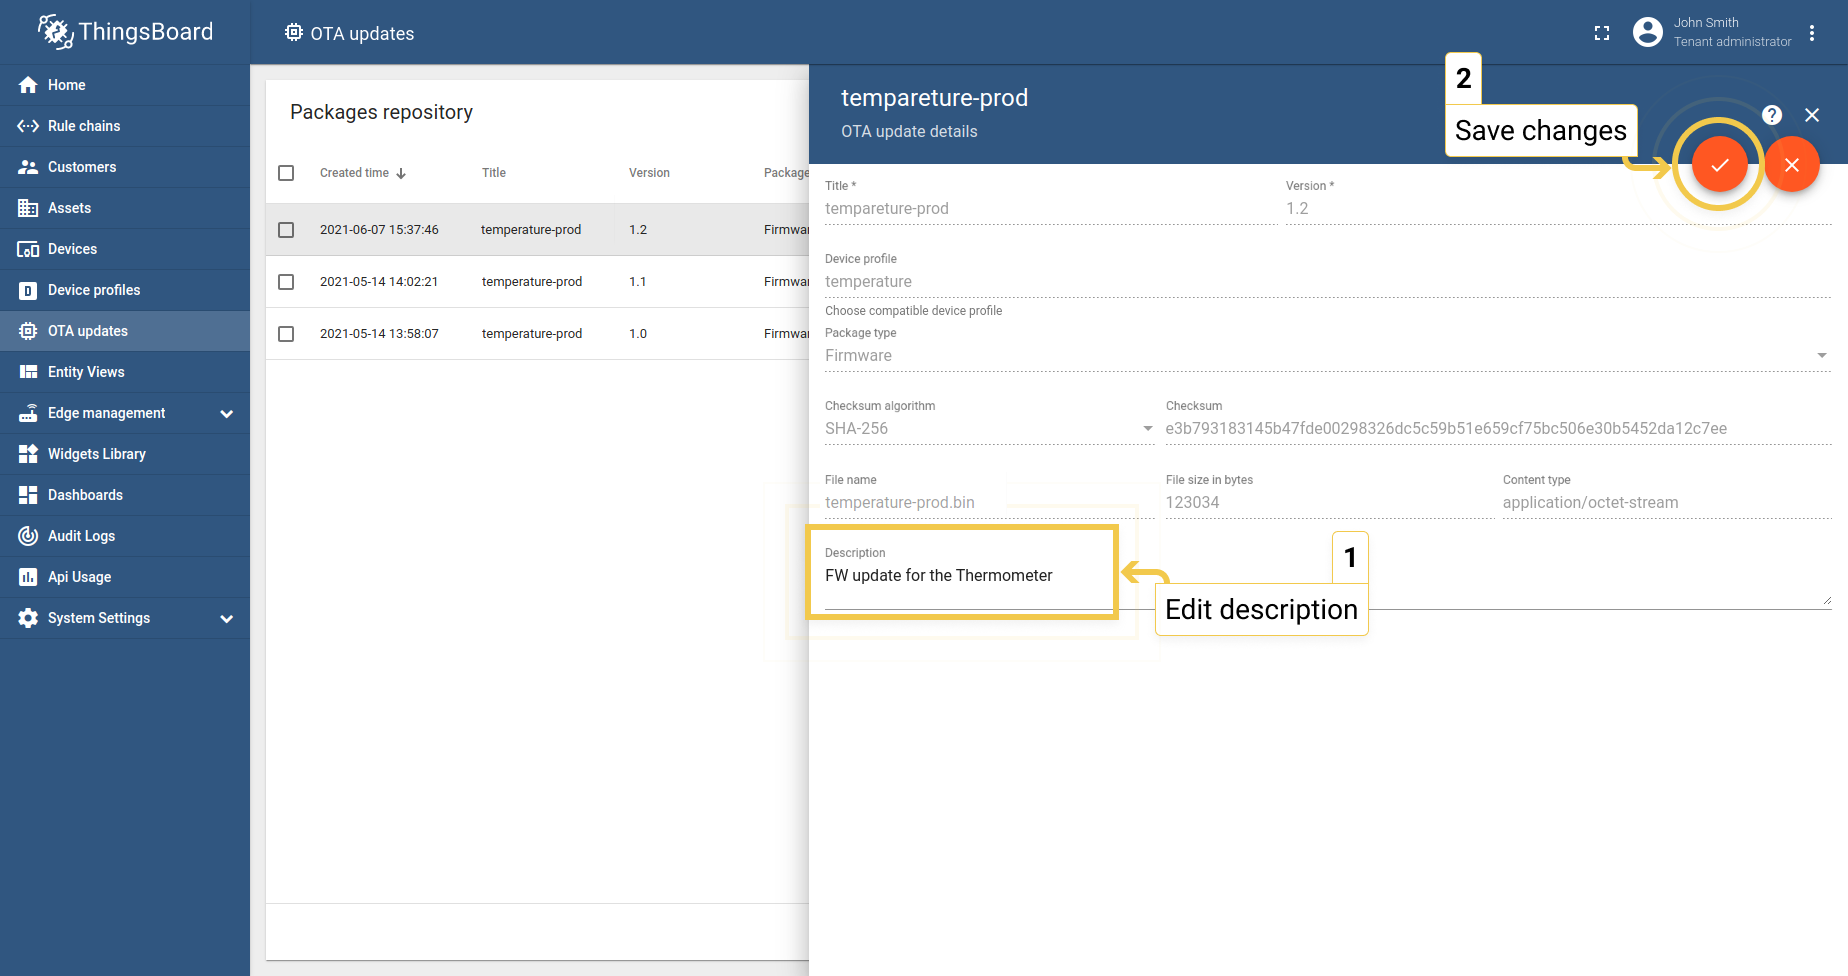 ThingsBoard
OTA updates
John Smith
Tenant administrator
Home
Rule chains
Customers
Assets
Devices
Device profiles
OTA updates
Entity Views
Edge management
Widgets Library
Dashboards
Audit Logs
Api Usage
System Settings
Packages repository
Created time Title Version Package
2021-06-07 15:37:46 temperature-prod 1.2 Firmwar
2021-05-14 14:02:21 temperature-prod 1.1 Firmwar
2021-05-14 13:58:07 temperature-prod 1.0 Firmwar
tempareture-prod
OTA update details
2
Save changes
Title * Version *
tempareture-prod 1.2
Device profile
temperature
Choose compatible device profile
Package type
Firmware
Checksum algorithm Checksum
SHA-256 e3b793183145b47fde00298326dc5c59b51e659cf75bc506e30b5452da12c7ee
File name File size in bytes Content type
temperature-prod.bin 123034 application/octet-stream
Description
FW update for the Thermometer
1
Edit description